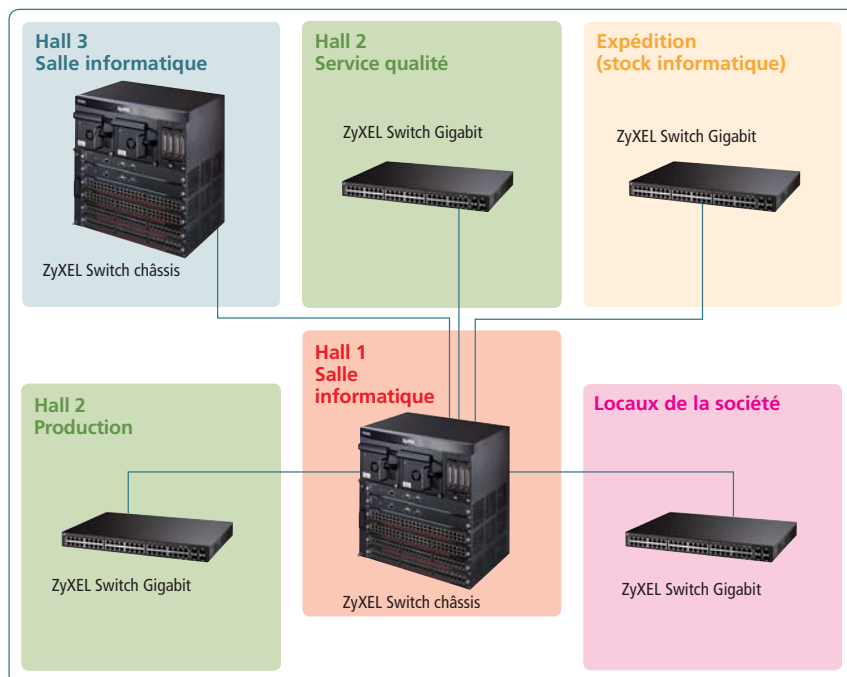 Hall 3
Salle informatique
ZyXEL Switch châssis
Hall 2
Service qualité
ZyXEL Switch Gigabit
Expédition
(stock informatique)
ZyXEL Switch Gigabit
Hall 2
Production
ZyXEL Switch Gigabit
Hall 1
Salle
informatique
ZyXEL
ZyXEL Switch châssis
Locaux de la société
ZyXEL Switch Gigabit